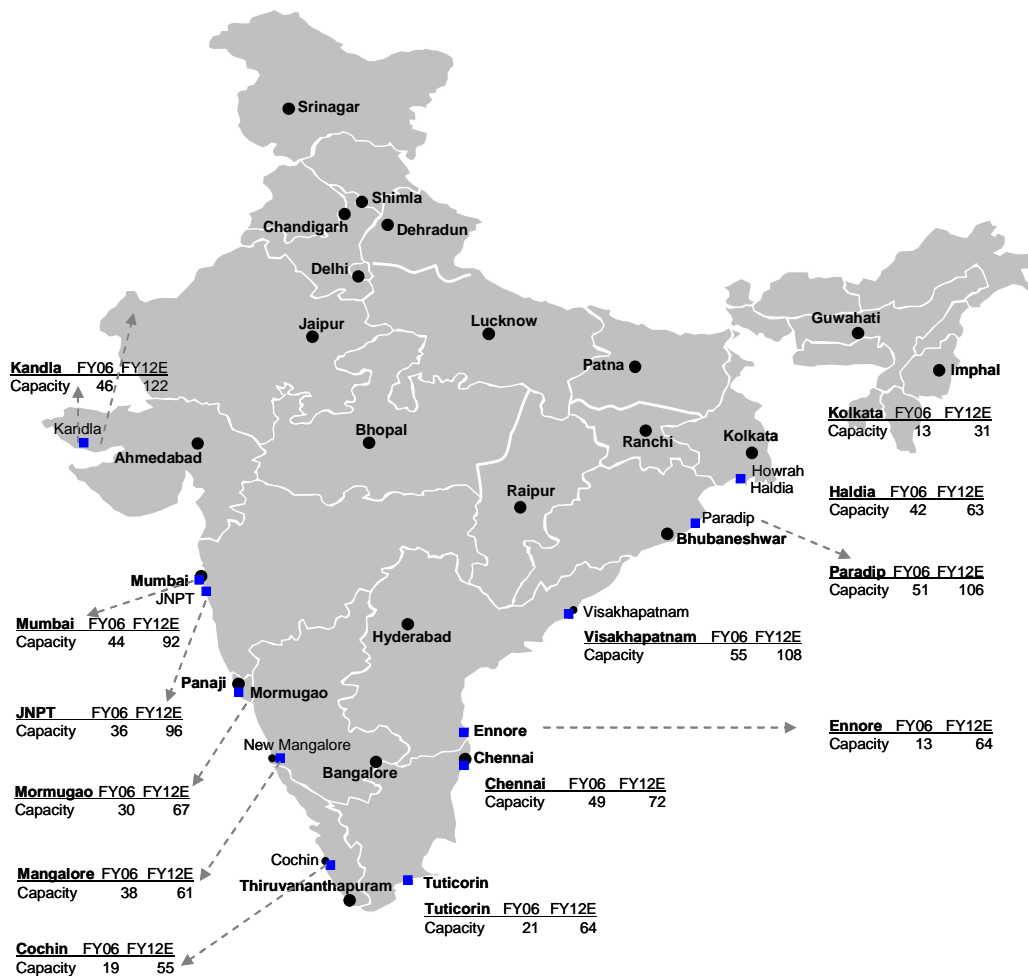 Srinagar
Shimla
Chandigarh
Dehradun
Delhi
Jaipur
Lucknow
Guwahati
Patna
Imphal
Kandla FY06 FY12E
Capacity 46 122
Kandla
Ahmedabad
Bhopal
Ranchi
Kolkata
Kolkata FY06 FY12E
Capacity 13 31
Howrah
Haldia
Haldia FY06 FY12E
Capacity 42 63
Raipur
Paradip
Bhubaneshwar
Paradip FY06 FY12E
Capacity 51 106
Mumbai
JNPT
Mumbai FY06 FY12E
Capacity 44 92
Hyderabad
Visakhapatnam
Visakhapatnam FY06 FY12E
Capacity 55 108
Panaji
Mormugao
JNPT FY06 FY12E
Capacity 36 96
Ennore
Ennore FY06 FY12E
Capacity 13 64
New Mangalore
Bangalore
Chennai
Chennai FY06 FY12E
Capacity 49 72
Mormugao FY06 FY12E
Capacity 30 67
Cochin
Mangalore FY06 FY12E
Capacity 38 61
Thiruvananthapuram
Tuticorin
Tuticorin FY06 FY12E
Capacity 21 64
Cochin FY06 FY12E
Capacity 19 55